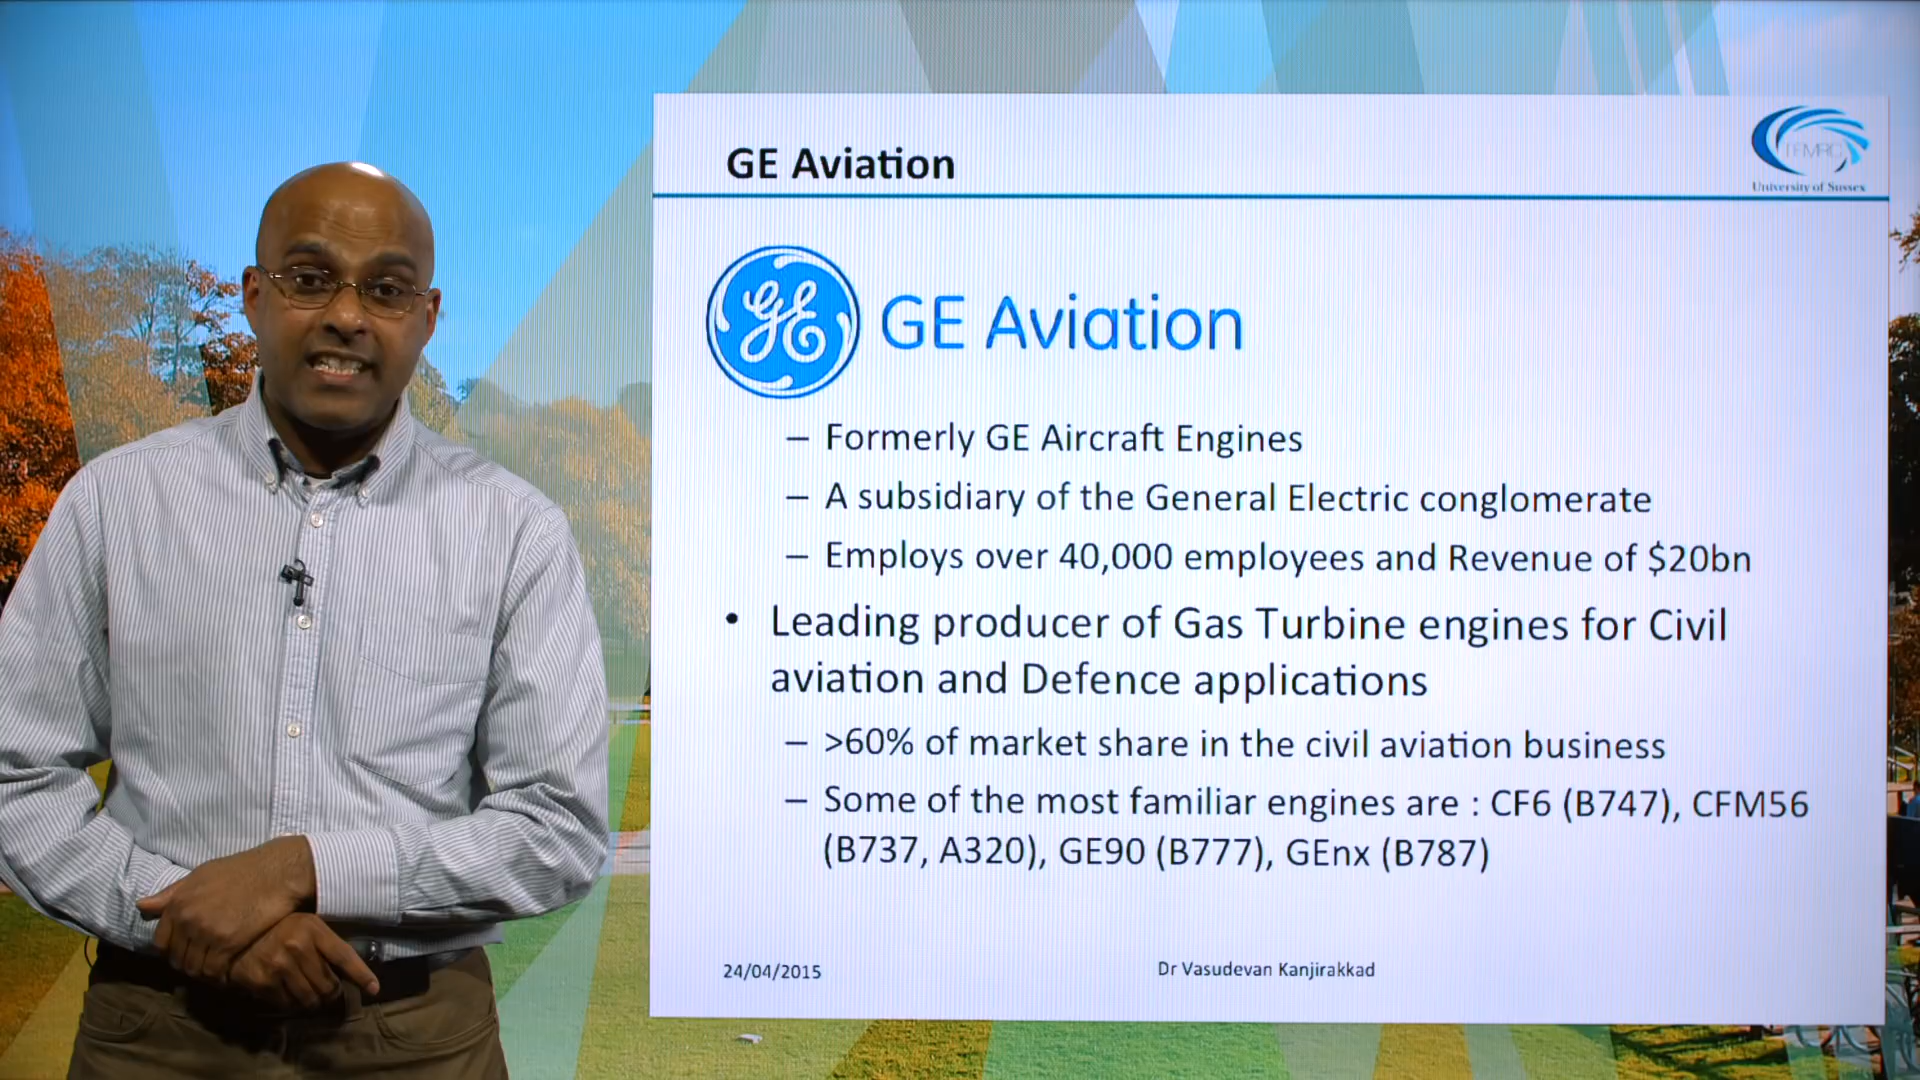 GE Aviation
TFMRC
University of Sussex
GE
GE Aviation
– Formerly GE Aircraft Engines
– A subsidiary of the General Electric conglomerate
– Employs over 40,000 employees and Revenue of $20bn
• Leading producer of Gas Turbine engines for Civil
aviation and Defence applications
– >60% of market share in the civil aviation business
– Some of the most familiar engines are : CF6 (B747), CFM56
(B737, A320), GE90 (B777), GEnx (B787)
24/04/2015
Dr Vasudevan Kanjirakkad